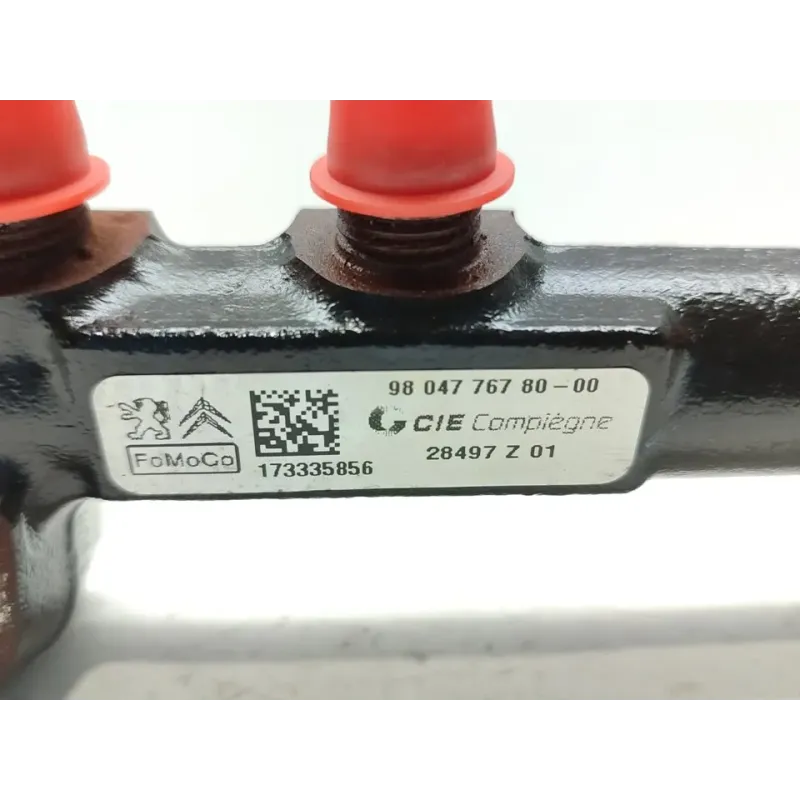 98 047 767 80-00
CIE Compiègne
FoMoCo
173335856
28497 Z 01